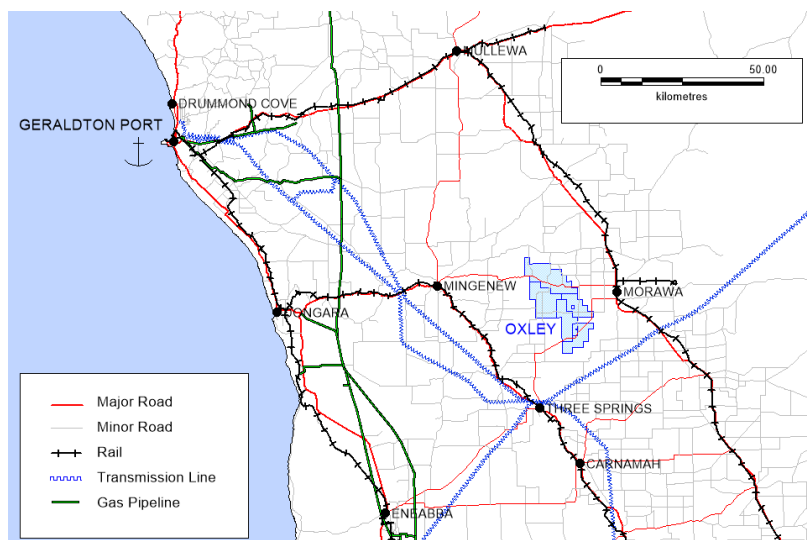 MULLEWA
0 50.00
kilometres
DRUMMOND COVE
GERALDTON PORT
MINGENEW
MORAWA
DONGARA
OXLEY
Major Road
Minor Road
Rail
Transmission Line
Gas Pipeline
THREE SPRINGS
CARNAMAH
ENEABBA